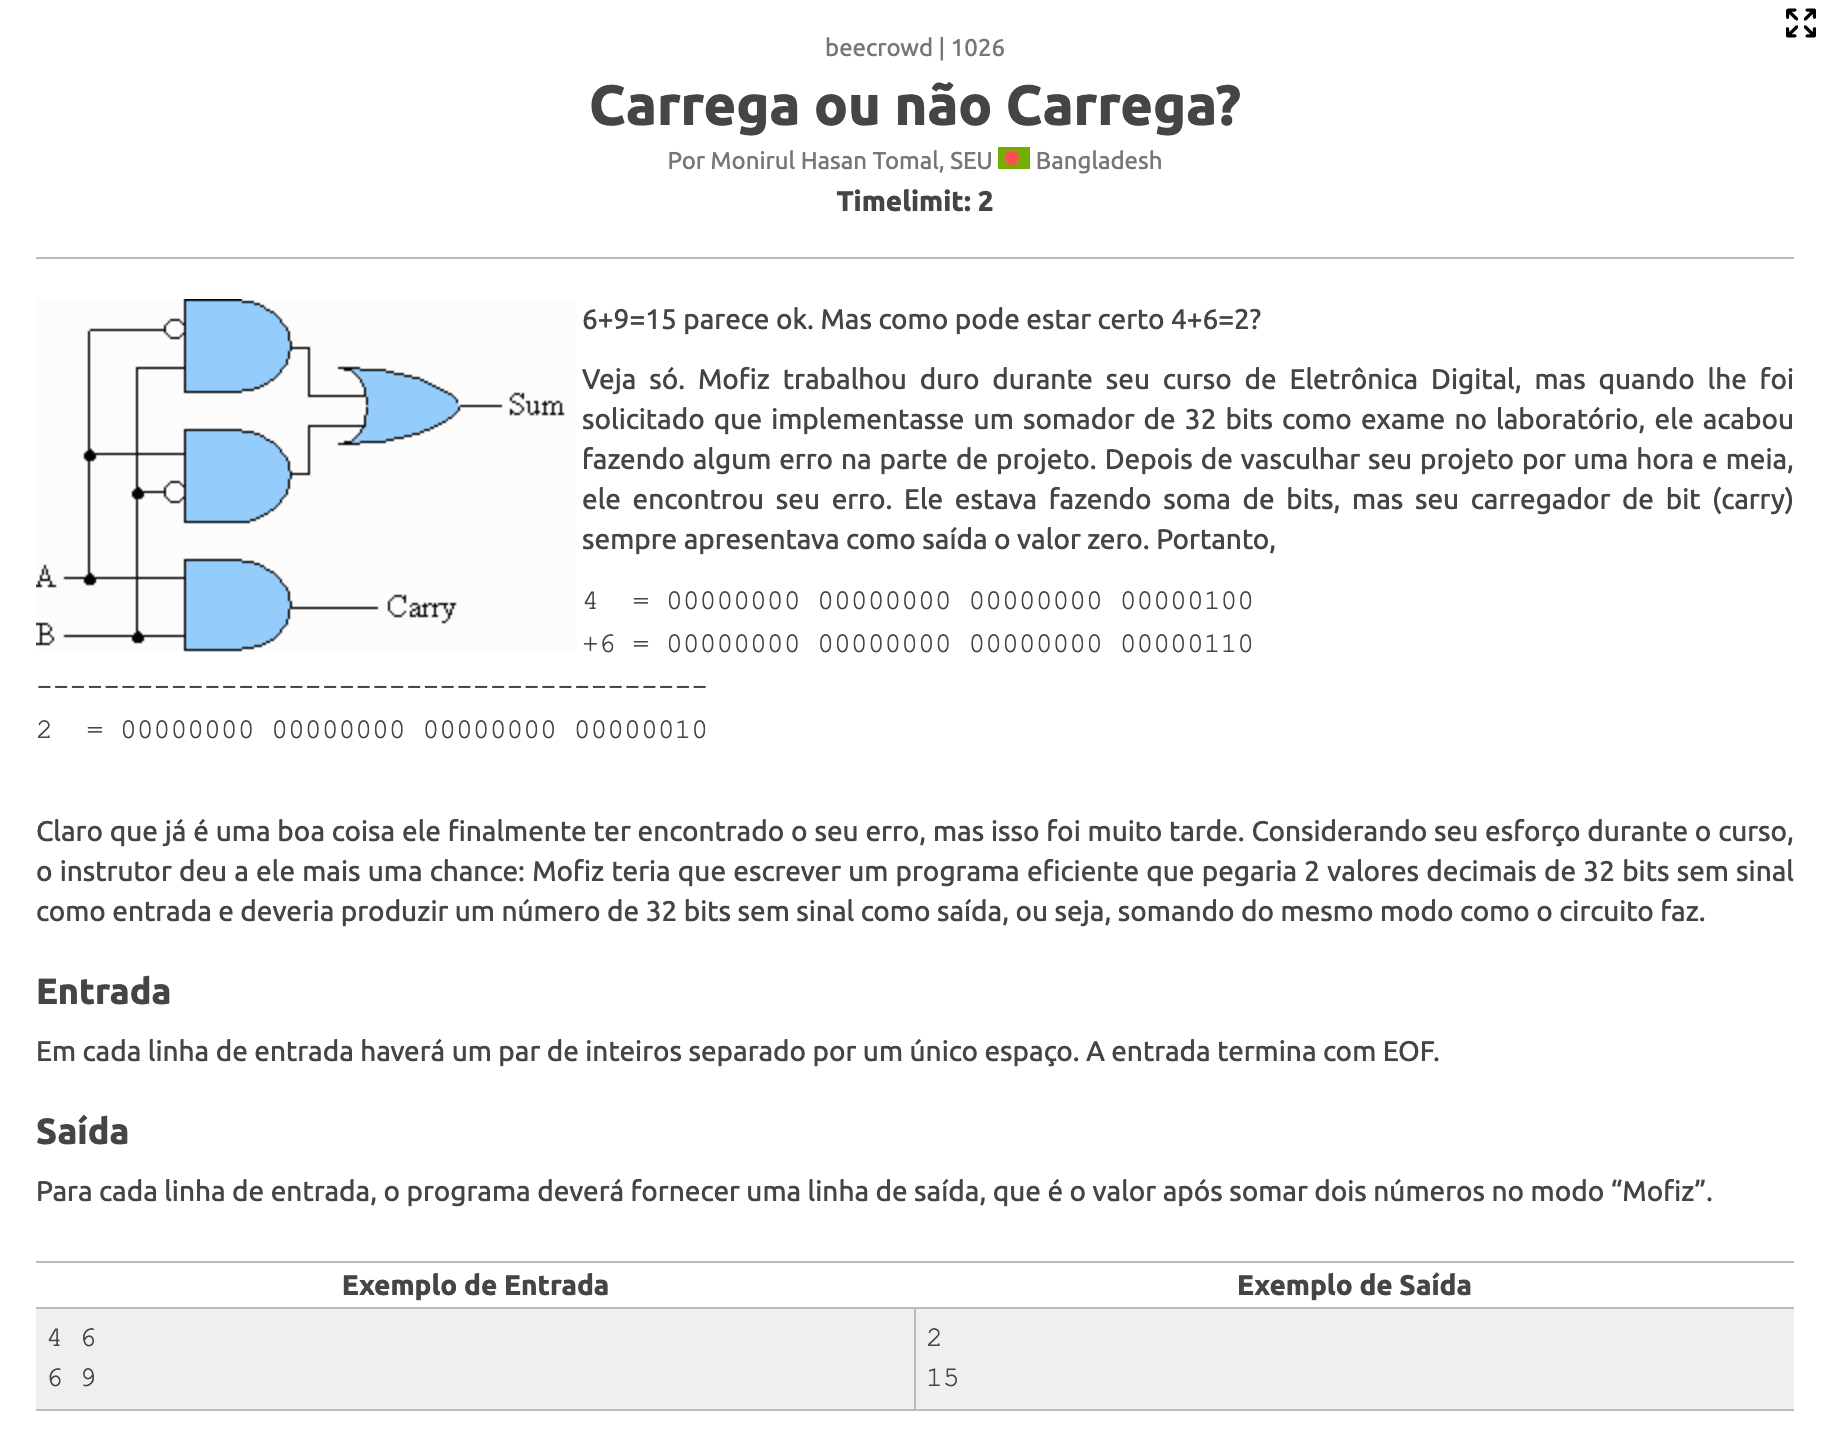 beecrowd | 1026
Carrega ou não Carrega?
Por Monirul Hasan Tomal, SEU Bangladesh
Timelimit: 2
Sum
A
Carry
B
6+9=15 parece ok. Mas como pode estar certo 4+6=2?
Veja só. Mofiz trabalhou duro durante seu curso de Eletrônica Digital, mas quando lhe foi
solicitado que implementasse um somador de 32 bits como exame no laboratório, ele acabou
fazendo algum erro na parte de projeto. Depois de vasculhar seu projeto por uma hora e meia,
ele encontrou seu erro. Ele estava fazendo soma de bits, mas seu carregador de bit (carry)
sempre apresentava como saída o valor zero. Portanto,
4  = 00000000 00000000 00000000 00000100
+6 = 00000000 00000000 00000000 00000110
----------------------------------------
2  = 00000000 00000000 00000000 00000010
Claro que já é uma boa coisa ele finalmente ter encontrado o seu erro, mas isso foi muito tarde. Considerando seu esforço durante o curso,
o instrutor deu a ele mais uma chance: Mofiz teria que escrever um programa eficiente que pegaria 2 valores decimais de 32 bits sem sinal
como entrada e deveria produzir um número de 32 bits sem sinal como saída, ou seja, somando do mesmo modo como o circuito faz.
Entrada
Em cada linha de entrada haverá um par de inteiros separado por um único espaço. A entrada termina com EOF.
Saída
Para cada linha de entrada, o programa deverá fornecer uma linha de saída, que é o valor após somar dois números no modo “Mofiz”.
Exemplo de Entrada Exemplo de Saída
4 6 2
6 9 15